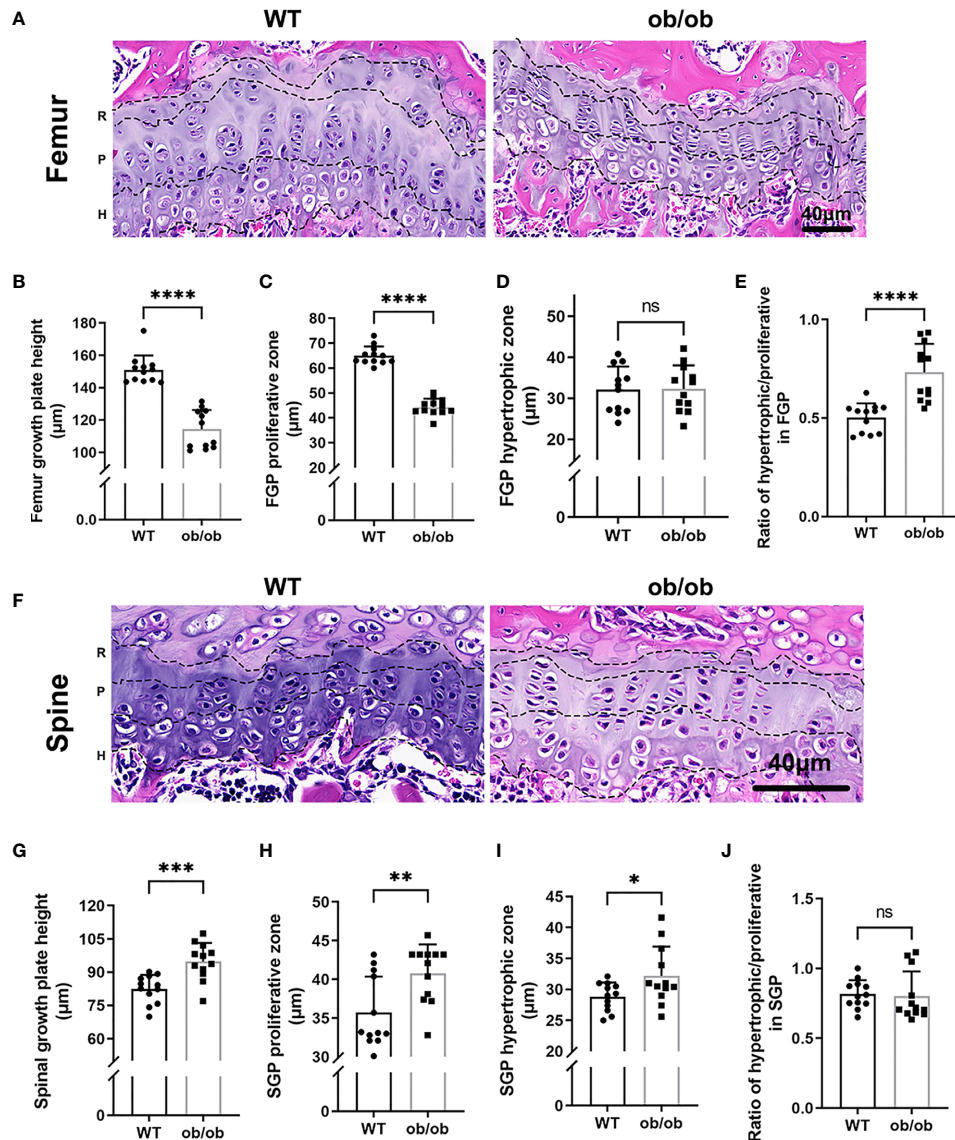 A
WT
ob/ob
Femur
R
P
H
40μm
B
****
Femur growth plate height
(μm)
180
160
140
120
100
0.0
WT
ob/ob
C
****
FGP proliferative zone
(μm)
80
70
60
50
40
30
20
0
WT
ob/ob
D
ns
FGP hypertrophic zone
(μm)
50
40
30
20
0
WT
ob/ob
E
****
Ratio of hypertrophic/proliferative
in FGP
1.0
0.5
0.0
WT
ob/ob
F
WT
ob/ob
Spine
R
P
H
40μm
G
***
Spinal growth plate height
(μm)
120
105
90
75
60
0
WT
ob/ob
H
**
SGP proliferative zone
(μm)
50
45
40
35
30
0
WT
ob/ob
I
*
SGP hypertrophic zone
(μm)
45
40
35
30
25
20
0
WT
ob/ob
J
ns
Ratio of hypertrophic/proliferative
in SGP
1.5
1.0
0.5
0.0
WT
ob/ob